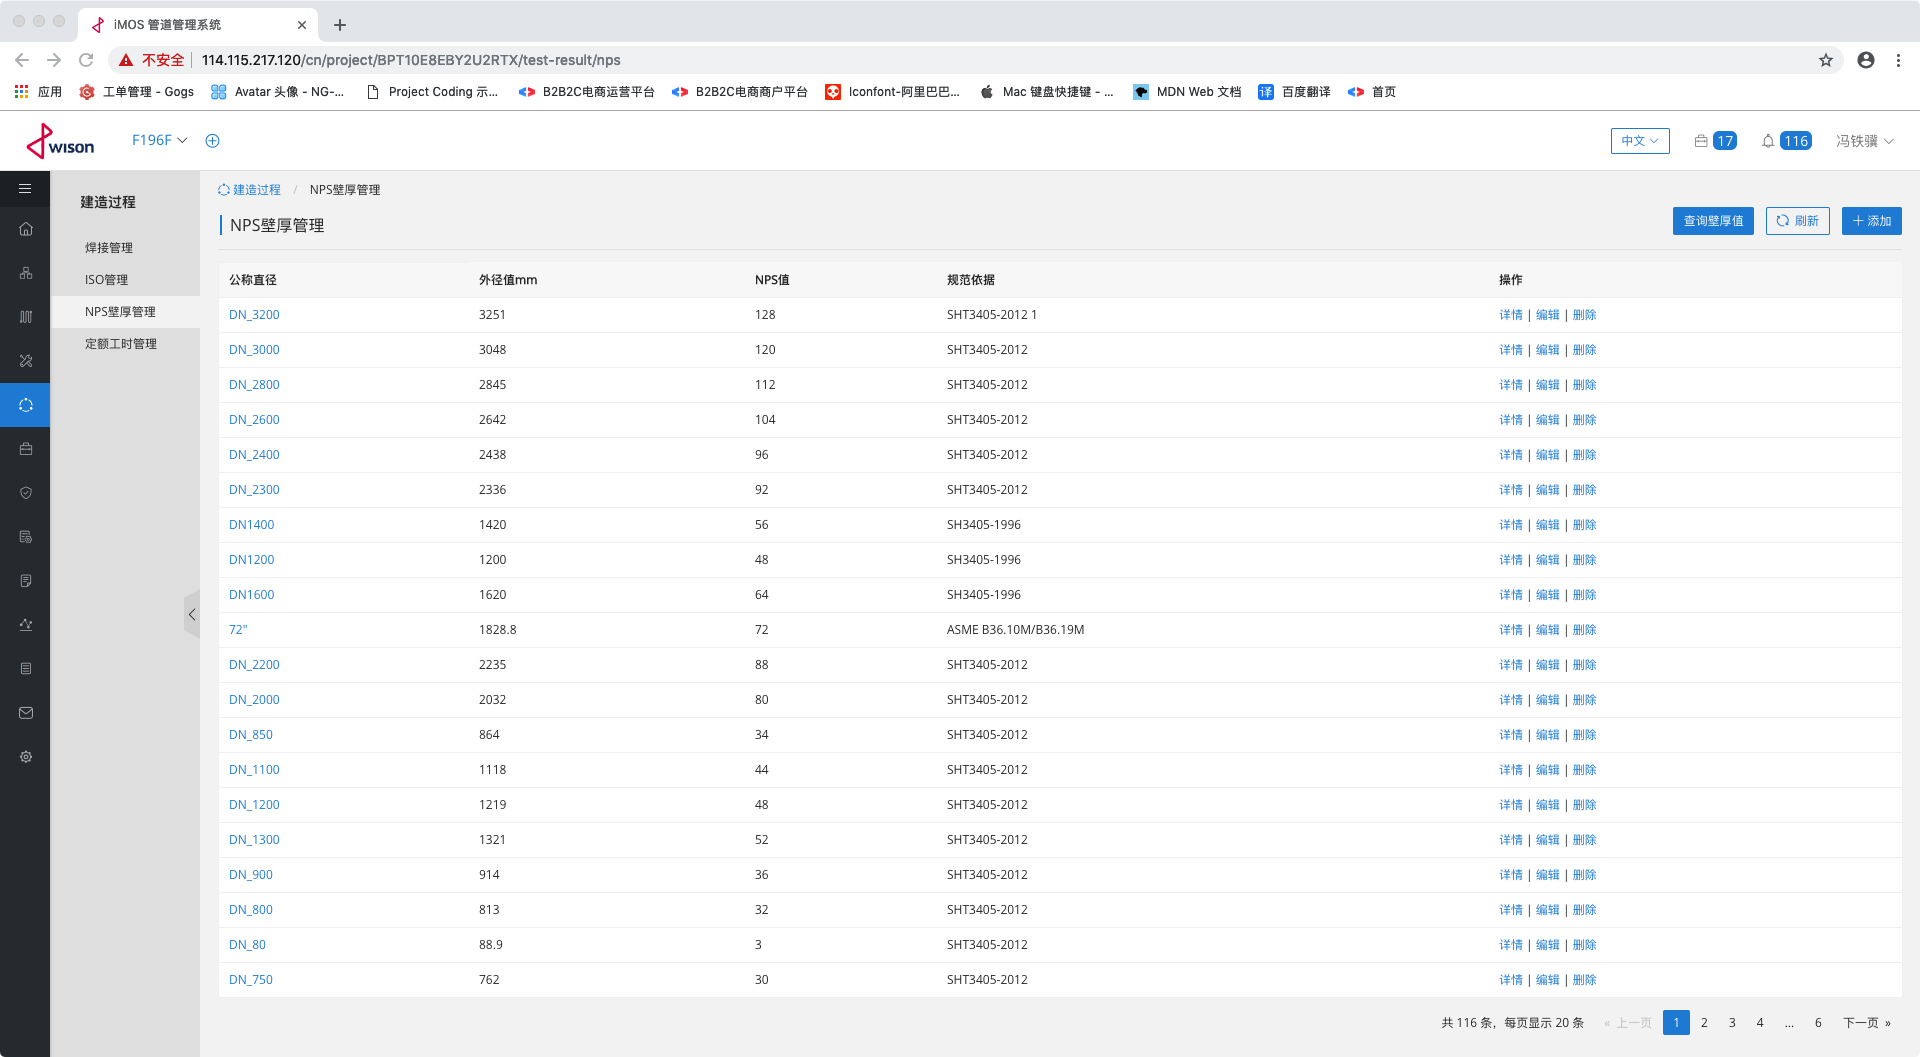 iMOS 管道管理系统
不安全 114.115.217.120/cn/project/BPT10E8EBY2U2RTX/test-result/nps
应用 工单管理 - Gogs Avatar 头像 - NG-... Project Coding 示... B2B2C电商运营平台 B2B2C电商商户平台 Iconfont-阿里巴巴... Mac 键盘快捷键 - ... MDN Web 文档 译 百度翻译 首页
wison F196F 中文 17 116 冯铁骥
建造过程
焊接管理
ISO管理
NPS壁厚管理
定额工时管理
建造过程 / NPS壁厚管理
NPS壁厚管理 查询壁厚值 刷新 添加
公称直径 外径值mm NPS值 规范依据 操作
DN_3200 3251 128 SHT3405-2012 1 详情 | 编辑 | 删除
DN_3000 3048 120 SHT3405-2012 详情 | 编辑 | 删除
DN_2800 2845 112 SHT3405-2012 详情 | 编辑 | 删除
DN_2600 2642 104 SHT3405-2012 详情 | 编辑 | 删除
DN_2400 2438 96 SHT3405-2012 详情 | 编辑 | 删除
DN_2300 2336 92 SHT3405-2012 详情 | 编辑 | 删除
DN1400 1420 56 SH3405-1996 详情 | 编辑 | 删除
DN1200 1200 48 SH3405-1996 详情 | 编辑 | 删除
DN1600 1620 64 SH3405-1996 详情 | 编辑 | 删除
72" 1828.8 72 ASME B36.10M/B36.19M 详情 | 编辑 | 删除
DN_2200 2235 88 SHT3405-2012 详情 | 编辑 | 删除
DN_2000 2032 80 SHT3405-2012 详情 | 编辑 | 删除
DN_850 864 34 SHT3405-2012 详情 | 编辑 | 删除
DN_1100 1118 44 SHT3405-2012 详情 | 编辑 | 删除
DN_1200 1219 48 SHT3405-2012 详情 | 编辑 | 删除
DN_1300 1321 52 SHT3405-2012 详情 | 编辑 | 删除
DN_900 914 36 SHT3405-2012 详情 | 编辑 | 删除
DN_800 813 32 SHT3405-2012 详情 | 编辑 | 删除
DN_80 88.9 3 SHT3405-2012 详情 | 编辑 | 删除
DN_750 762 30 SHT3405-2012 详情 | 编辑 | 删除
共 116 条，每页显示 20 条 « 上一页 1 2 3 4 ... 6 下一页 »